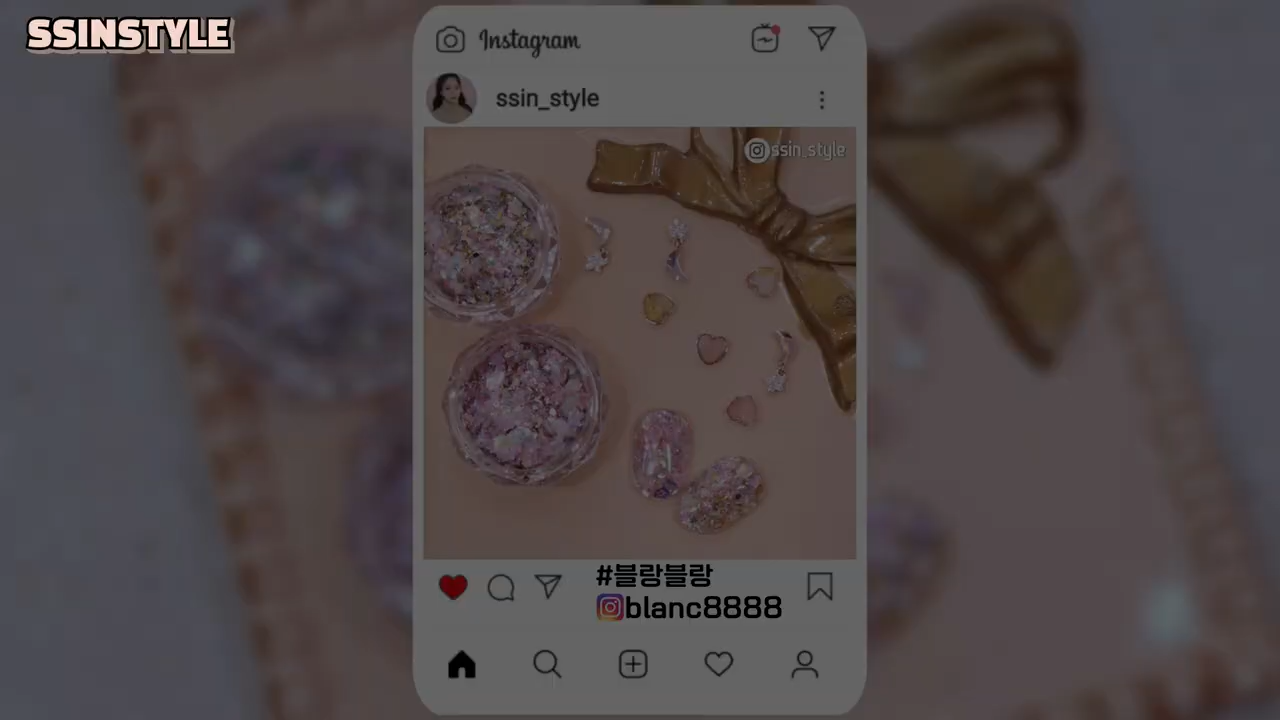 SSINSTYLE
Instagram
ssin_style
ssin_style
#블랑블랑
blanc8888